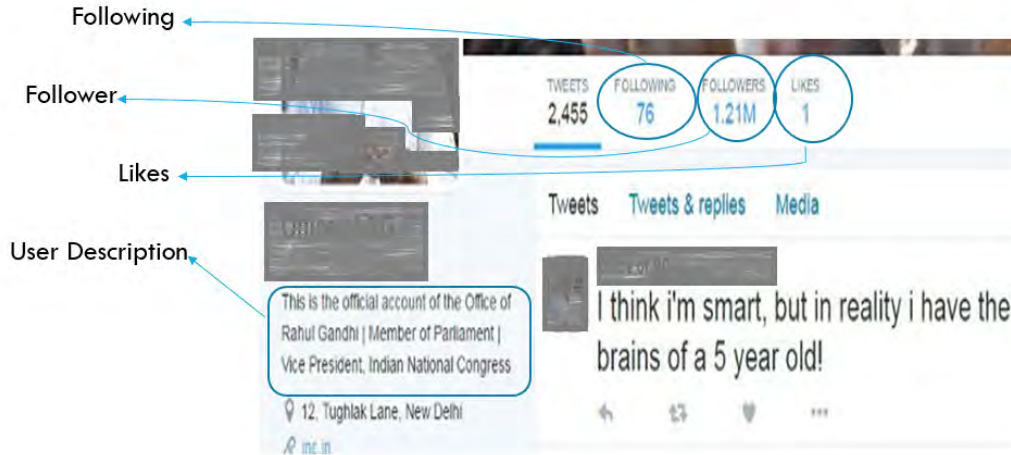 Following
Follower
Likes
User Description
TWEETS FOLLOWING FOLLOWERS LIKES
2,455 76 1.21M 1
Tweets Tweets & replies Media
This is the official account of the Office of
Rahul Gandhi | Member of Parliament |
Vice President, Indian National Congress
12, Tughlak Lane, New Delhi
inc.in
I think i'm smart, but in reality i have the
brains of a 5 year old!